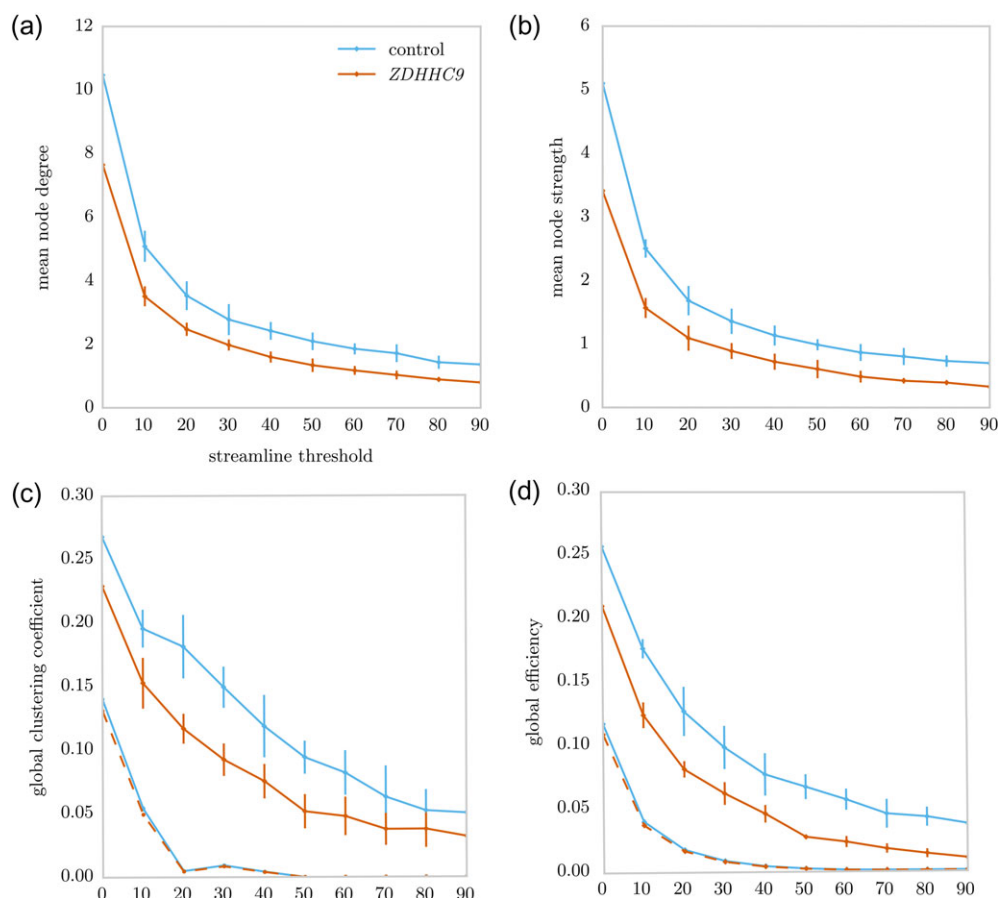 (a)
12
10
8
6
4
2
0
mean node degree
control
ZDHHC9
0 10 20 30 40 50 60 70 80 90
streamline threshold
(b)
6
5
4
3
2
1
0
mean node strength
0 10 20 30 40 50 60 70 80 90
(c)
0.30
0.25
0.20
0.15
0.10
0.05
0.00
global clustering coefficient
0 10 20 30 40 50 60 70 80 90
(d)
0.30
0.25
0.20
0.15
0.10
0.05
0.00
global efficiency
0 10 20 30 40 50 60 70 80 90